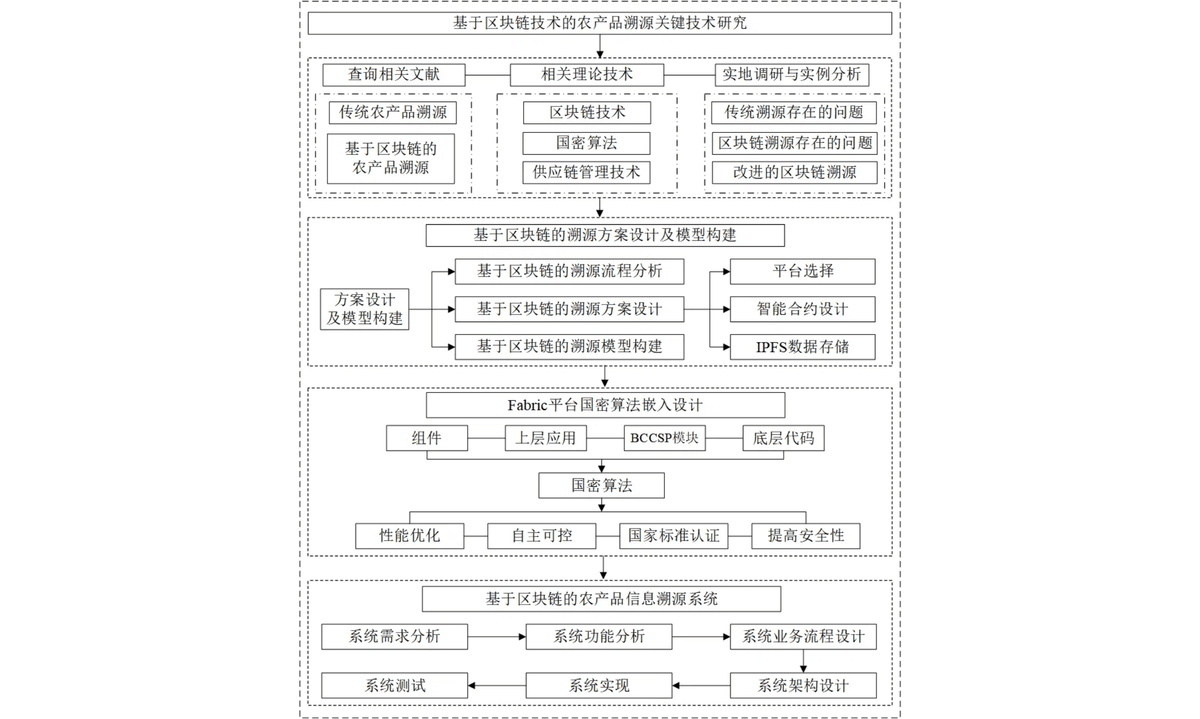 基于区块链技术的农产品溯源关键技术研究
查询相关文献
相关理论技术
实地调研与实例分析
传统农产品溯源
基于区块链的
农产品溯源
区块链技术
国密算法
供应链管理技术
传统溯源存在的问题
区块链溯源存在的问题
改进的区块链溯源
基于区块链的溯源方案设计及模型构建
方案设计
及模型构建
基于区块链的溯源流程分析
基于区块链的溯源方案设计
基于区块链的溯源模型构建
平台选择
智能合约设计
IPFS数据存储
Fabric平台国密算法嵌入设计
组件
上层应用
BCCSP模块
底层代码
国密算法
性能优化
自主可控
国家标准认证
提高安全性
基于区块链的农产品信息溯源系统
系统需求分析
系统功能分析
系统业务流程设计
系统测试
系统实现
系统架构设计